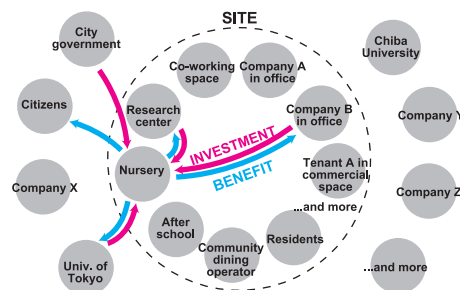 SITE
City
government
Co-working
space
Company A
in office
Chiba
University
Citizens
Research
center
Company B
in office
Company Y
INVESTMENT
BENEFIT
Nursery
Tenant A in
commercial
space
Company X
Company Z
...and more
After
school
Residents
Community
dining
operator
Univ. of
Tokyo
...and more